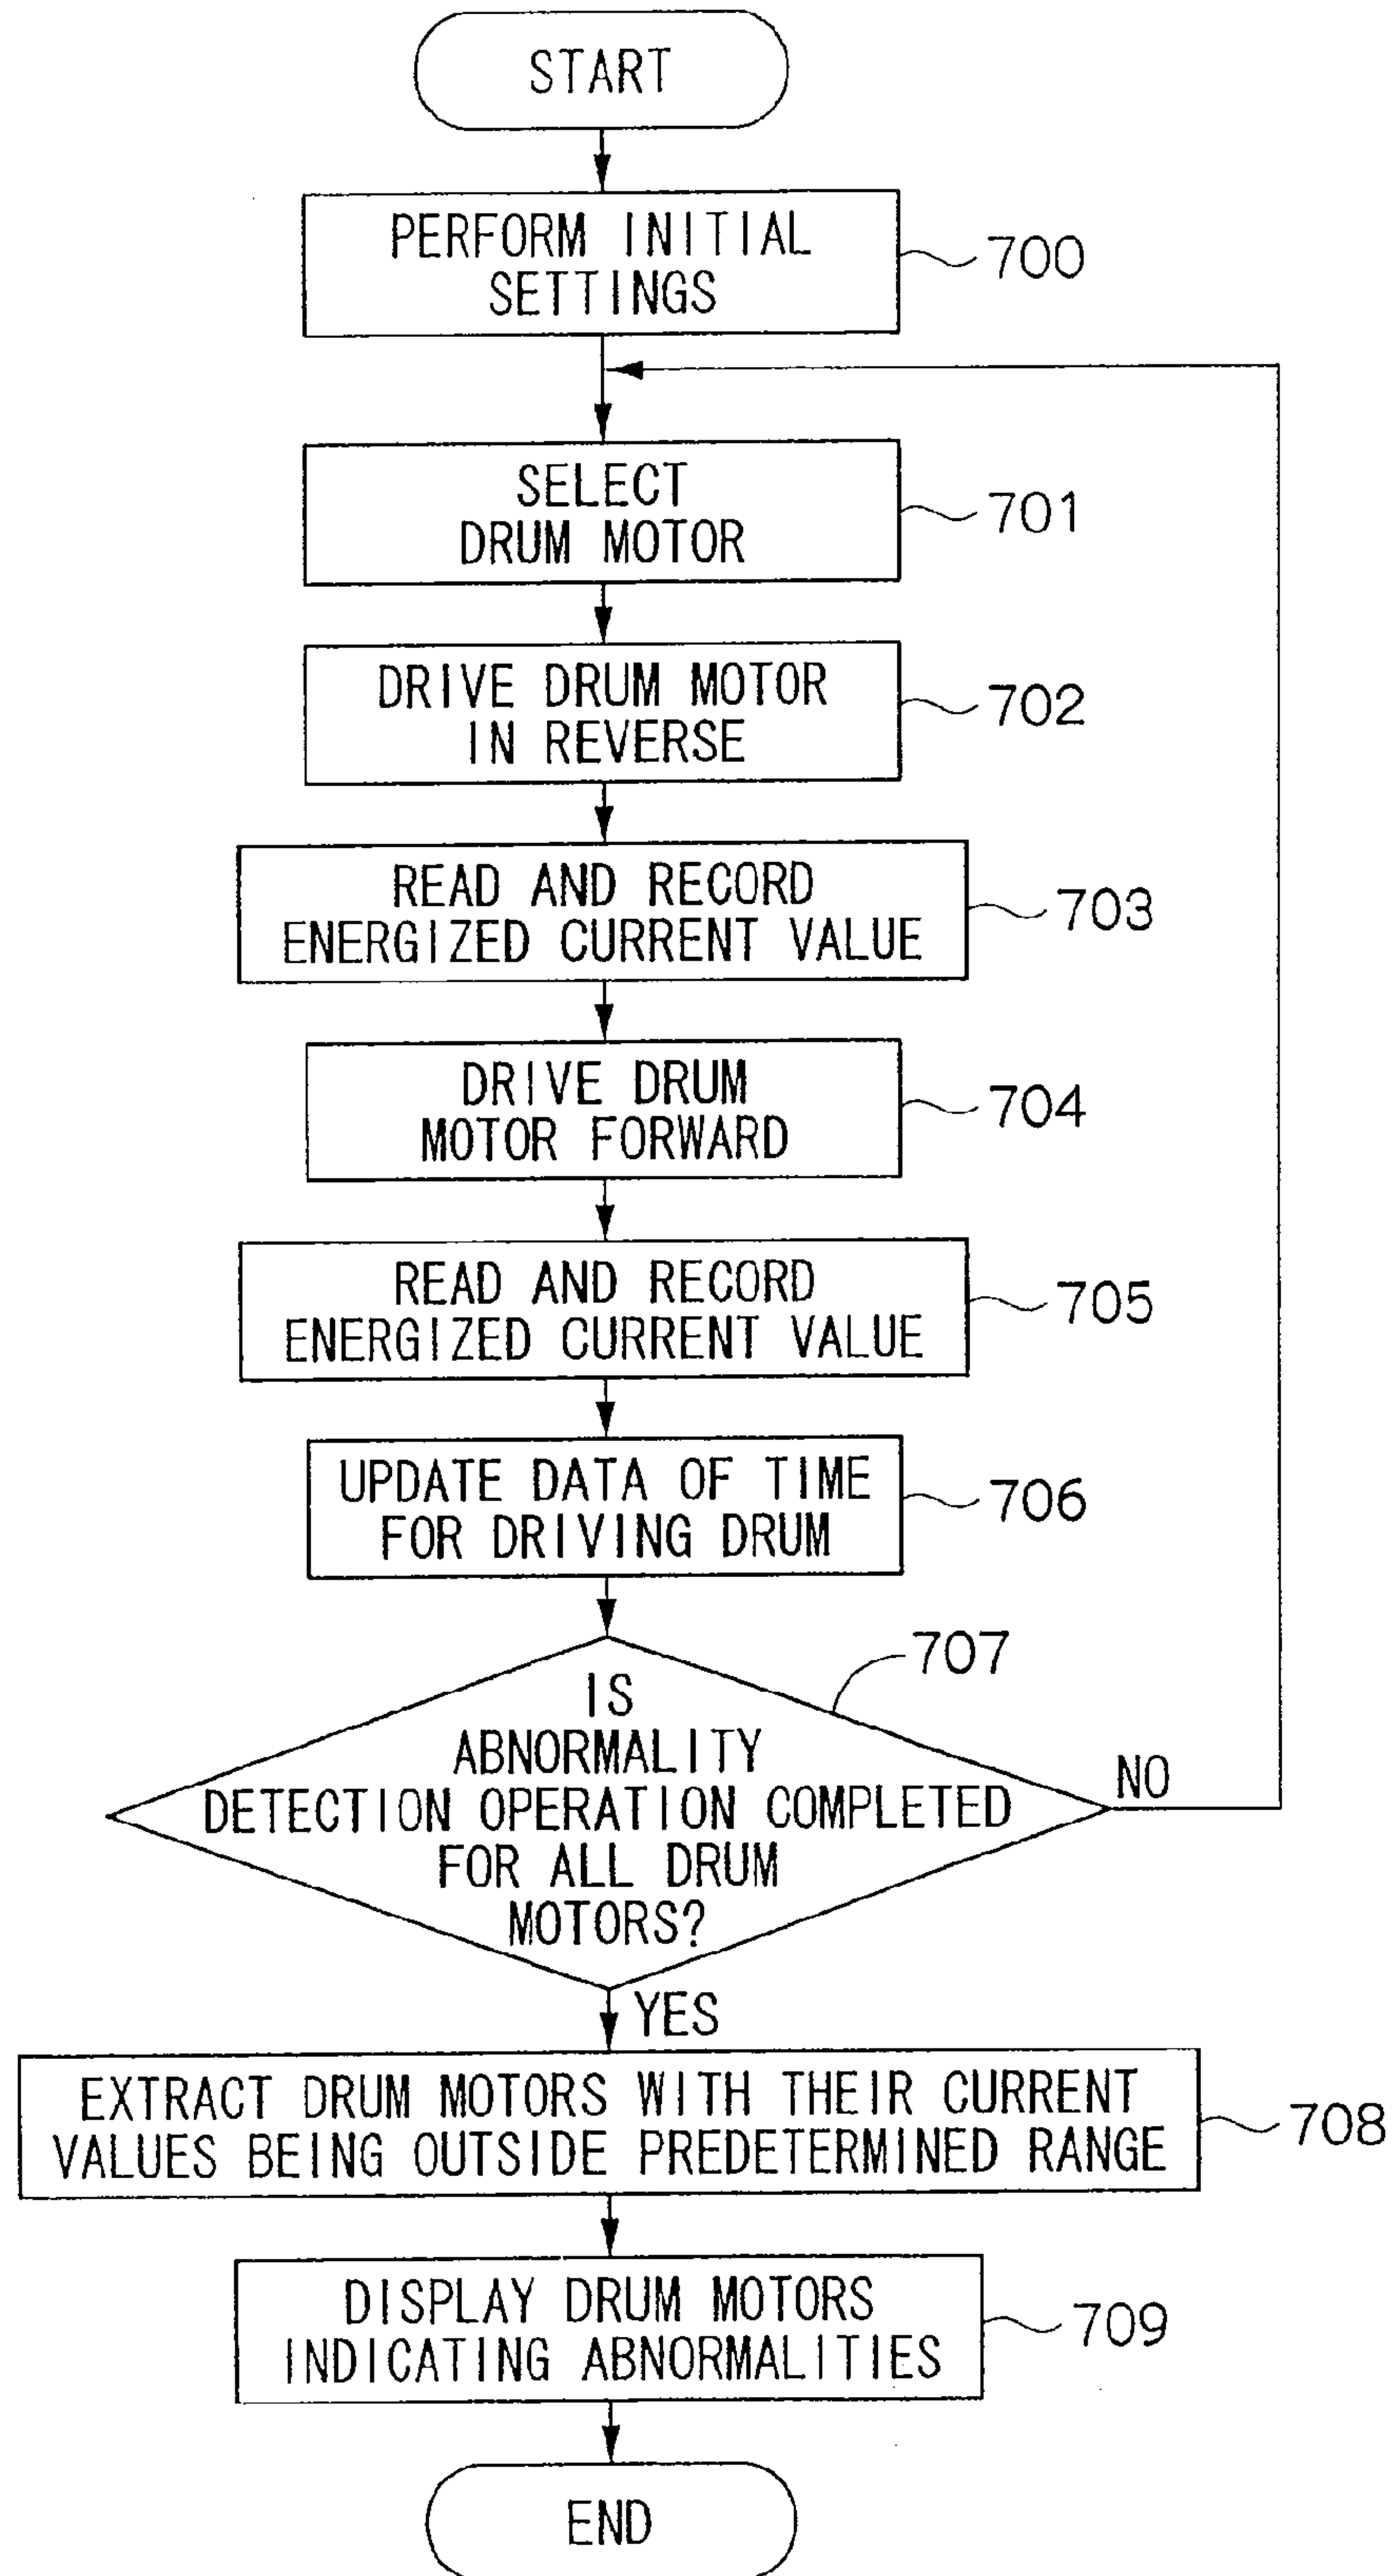 START
PERFORM INITIAL
SETTINGS
700
SELECT
DRUM MOTOR
701
DRIVE DRUM MOTOR
IN REVERSE
702
READ AND RECORD
ENERGIZED CURRENT VALUE
703
DRIVE DRUM
MOTOR FORWARD
704
READ AND RECORD
ENERGIZED CURRENT VALUE
705
UPDATE DATA OF TIME
FOR DRIVING DRUM
706
707
IS
ABNORMALITY
DETECTION OPERATION COMPLETED
FOR ALL DRUM
MOTORS?
NO
YES
EXTRACT DRUM MOTORS WITH THEIR CURRENT
VALUES BEING OUTSIDE PREDETERMINED RANGE
708
DISPLAY DRUM MOTORS
INDICATING ABNORMALITIES
709
END